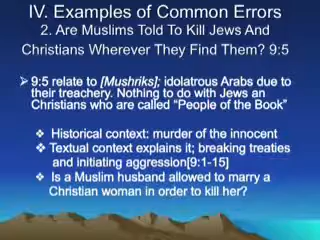 IV. Examples of Common Errors
2. Are Muslims Told To Kill Jews And
Christians Wherever They Find Them? 9:5
➢ 9:5 relate to [Mushriks]; idolatrous Arabs due to
their treachery. Nothing to do with Jews an
Christians who are called “People of the Book”
❖ Historical context: murder of the innocent
❖ Textual context explains it; breaking treaties
and initiating aggression[9:1-15]
❖ Is a Muslim husband allowed to marry a
Christian woman in order to kill her?